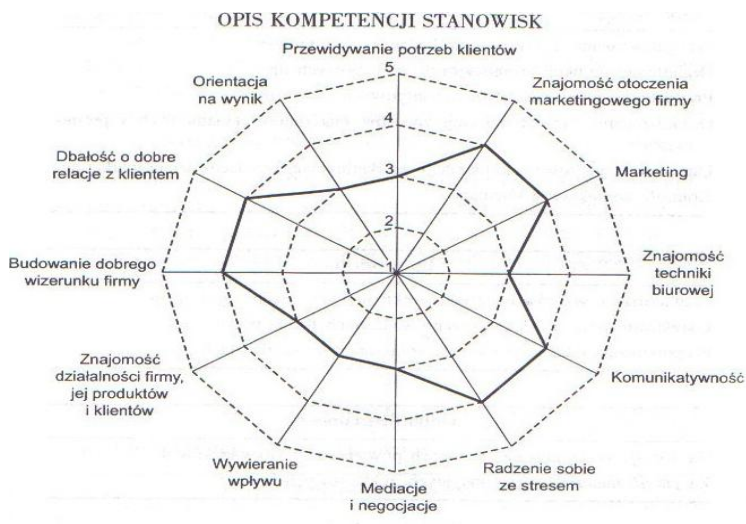 OPIS KOMPETENCJI STANOWISK
Przewidywanie potrzeb klientów
5
Orientacja
na wynik
Znajomość otoczenia
marketingowego firmy
4
Dbałość o dobre
relacje z klientem
3
Marketing
2
Budowanie dobrego
wizerunku firmy
1
Znajomość
techniki
biurowej
Znajomość
działalności firmy,
jej produktów
i klientów
Komunikatywność
Wywieranie
wpływu
Mediacje
i negocjacje
Radzenie sobie
ze stresem